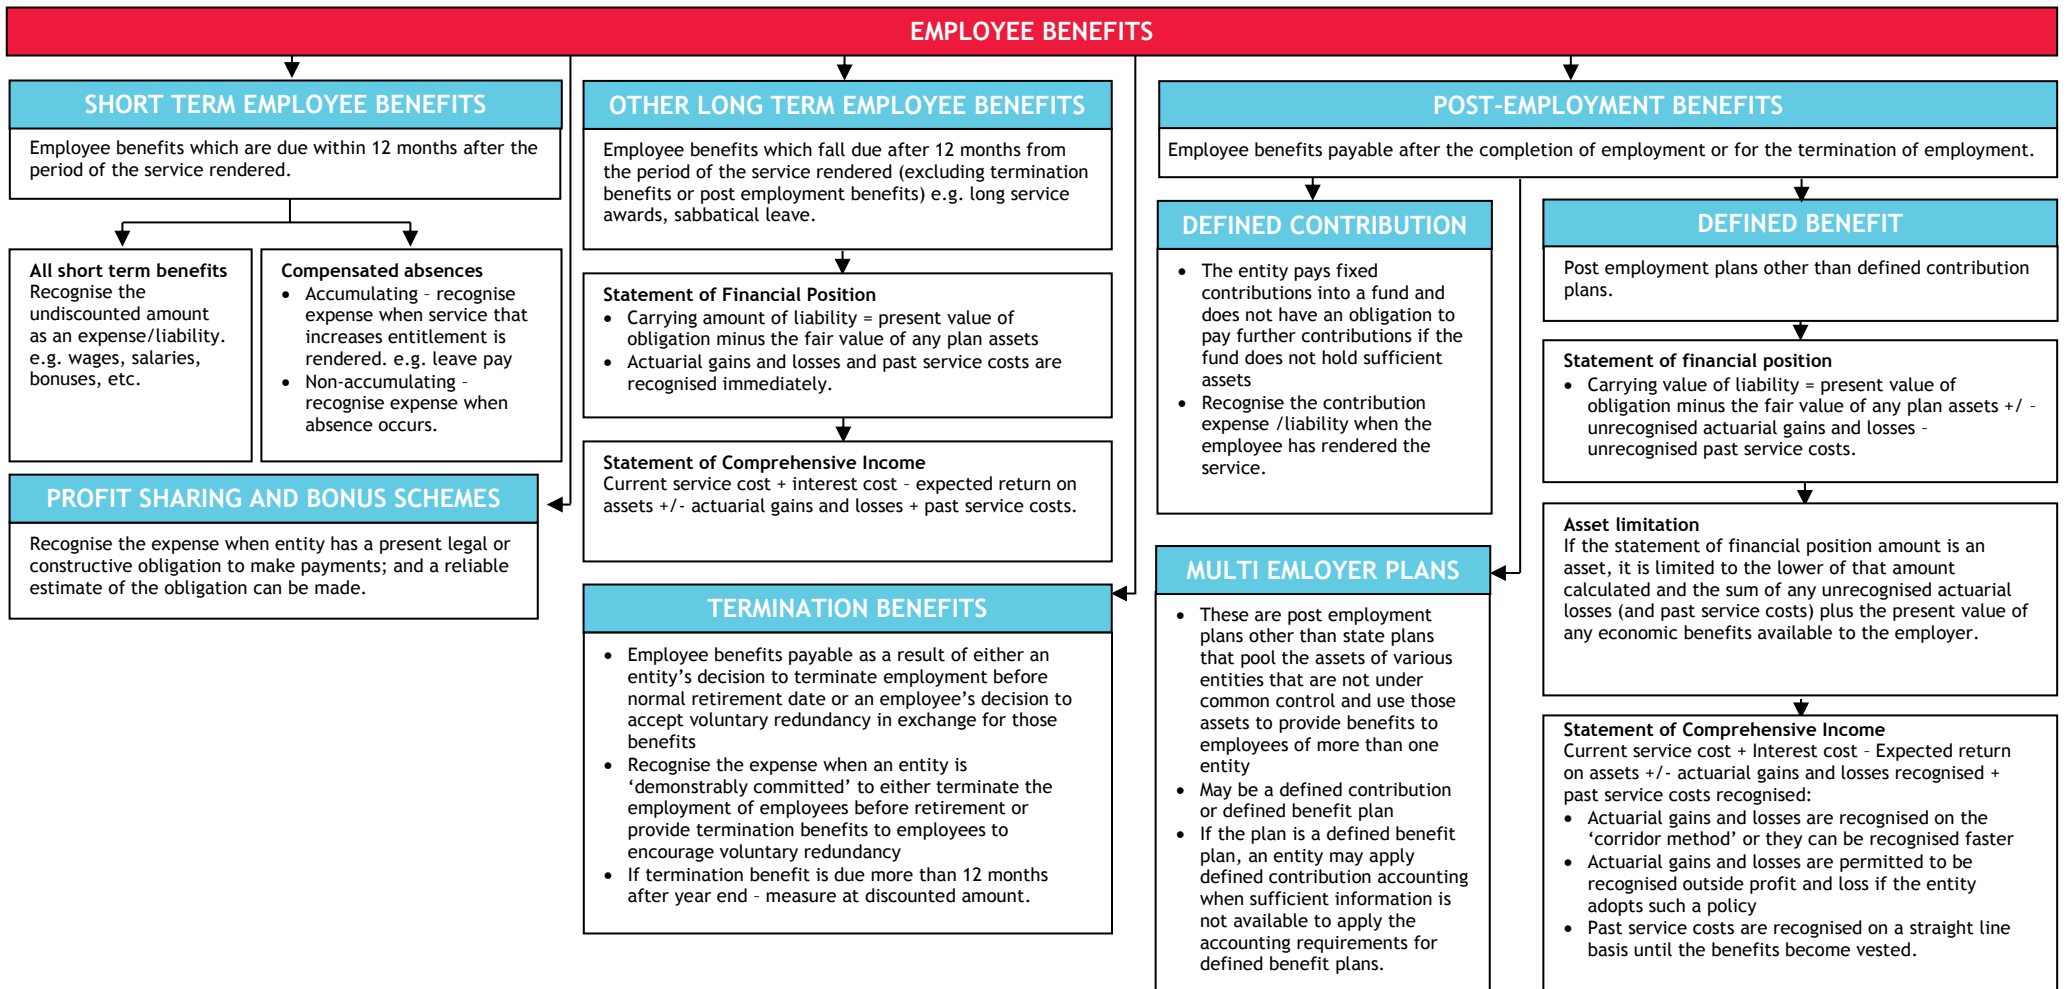 EMPLOYEE BENEFITS
SHORT TERM EMPLOYEE BENEFITS
Employee benefits which are due within 12 months after the
period of the service rendered.
All short term benefits
Recognise the
undiscounted amount
as an expense/liability.
e.g. wages, salaries,
bonuses, etc.
Compensated absences
• Accumulating – recognise
expense when service that
increases entitlement is
rendered. e.g. leave pay
• Non-accumulating –
recognise expense when
absence occurs.
PROFIT SHARING AND BONUS SCHEMES
Recognise the expense when entity has a present legal or
constructive obligation to make payments; and a reliable
estimate of the obligation can be made.
OTHER LONG TERM EMPLOYEE BENEFITS
Employee benefits which fall due after 12 months from
the period of the service rendered (excluding termination
benefits or post employment benefits) e.g. long service
awards, sabbatical leave.
Statement of Financial Position
• Carrying amount of liability = present value of
obligation minus the fair value of any plan assets
• Actuarial gains and losses and past service costs are
recognised immediately.
Statement of Comprehensive Income
Current service cost + interest cost – expected return on
assets +/- actuarial gains and losses + past service costs.
TERMINATION BENEFITS
• Employee benefits payable as a result of either an
entity’s decision to terminate employment before
normal retirement date or an employee’s decision to
accept voluntary redundancy in exchange for those
benefits
• Recognise the expense when an entity is
‘demonstrably committed’ to either terminate the
employment of employees before retirement or
provide termination benefits to employees to
encourage voluntary redundancy
• If termination benefit is due more than 12 months
after year end – measure at discounted amount.
POST-EMPLOYMENT BENEFITS
Employee benefits payable after the completion of employment or for the termination of employment.
DEFINED CONTRIBUTION
• The entity pays fixed
contributions into a fund and
does not have an obligation to
pay further contributions if the
fund does not hold sufficient
assets
• Recognise the contribution
expense /liability when the
employee has rendered the
service.
MULTI EMLOYER PLANS
• These are post employment
plans other than state plans
that pool the assets of various
entities that are not under
common control and use those
assets to provide benefits to
employees of more than one
entity
• May be a defined contribution
or defined benefit plan
• If the plan is a defined benefit
plan, an entity may apply
defined contribution accounting
when sufficient information is
not available to apply the
accounting requirements for
defined benefit plans.
DEFINED BENEFIT
Post employment plans other than defined contribution
plans.
Statement of financial position
• Carrying value of liability = present value of
obligation minus the fair value of any plan assets +/ –
unrecognised actuarial gains and losses –
unrecognised past service costs.
Asset limitation
If the statement of financial position amount is an
asset, it is limited to the lower of that amount
calculated and the sum of any unrecognised actuarial
losses (and past service costs) plus the present value of
any economic benefits available to the employer.
Statement of Comprehensive Income
Current service cost + Interest cost – Expected return
on assets +/- actuarial gains and losses recognised +
past service costs recognised:
• Actuarial gains and losses are recognised on the
‘corridor method’ or they can be recognised faster
• Actuarial gains and losses are permitted to be
recognised outside profit and loss if the entity
adopts such a policy
• Past service costs are recognised on a straight line
basis until the benefits become vested.